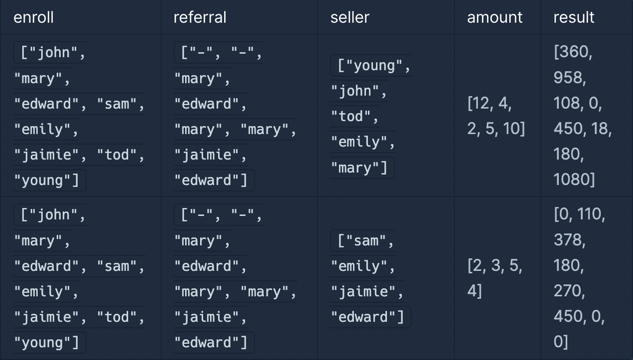 enroll referral seller amount result
["john",
"mary",
"edward", "sam",
"emily",
"jaimie", "tod",
"young"]
["-", "-",
"mary",
"edward",
"mary", "mary",
"jaimie",
"edward"]
["young",
"john",
"tod",
"emily",
"mary"]
[12, 4,
2, 5, 10]
[360,
958,
108, 0,
450, 18,
180,
1080]
["john",
"mary",
"edward", "sam",
"emily",
"jaimie", "tod",
"young"]
["-", "-",
"mary",
"edward",
"mary", "mary",
"jaimie",
"edward"]
["sam",
"emily",
"jaimie",
"edward"]
[2, 3, 5,
4]
[0, 110,
378,
180,
270,
450, 0,
0]